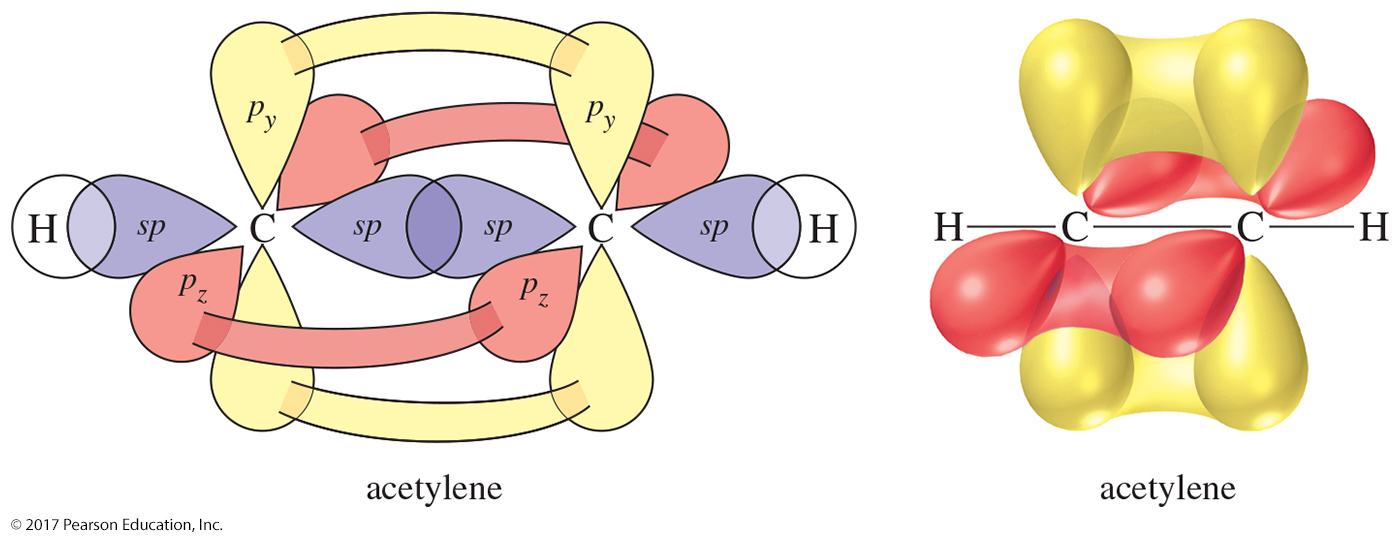 p_y p_y
H sp C sp sp C sp H
p_z p_z
H C C H
acetylene acetylene
© 2017 Pearson Education, Inc.